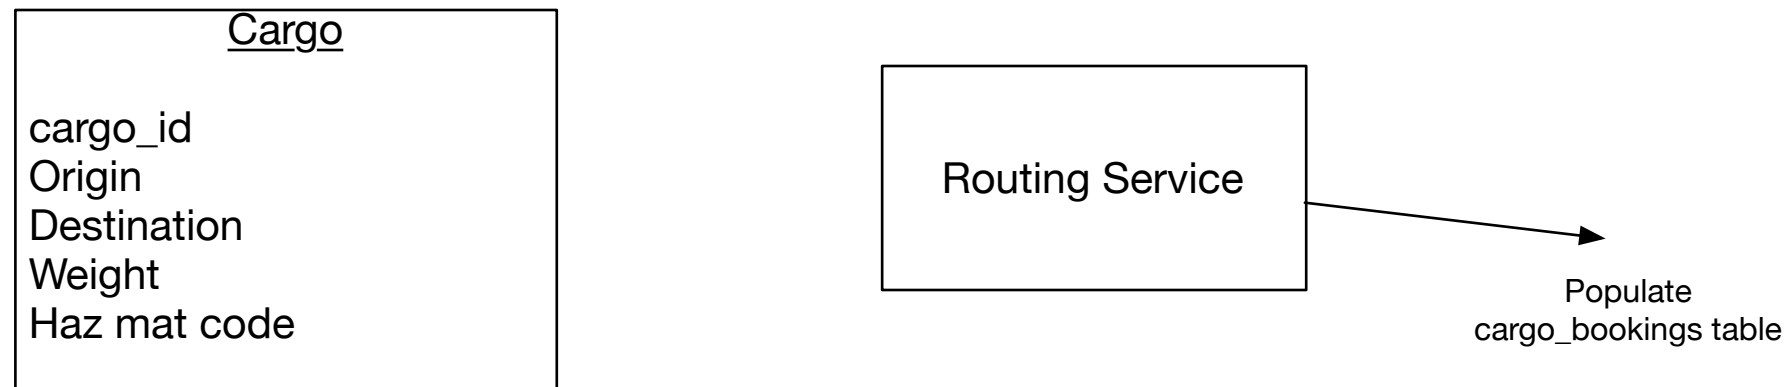 Cargo
cargo_id
Origin
Destination
Weight
Haz mat code
Routing Service
Populate
cargo_bookings table